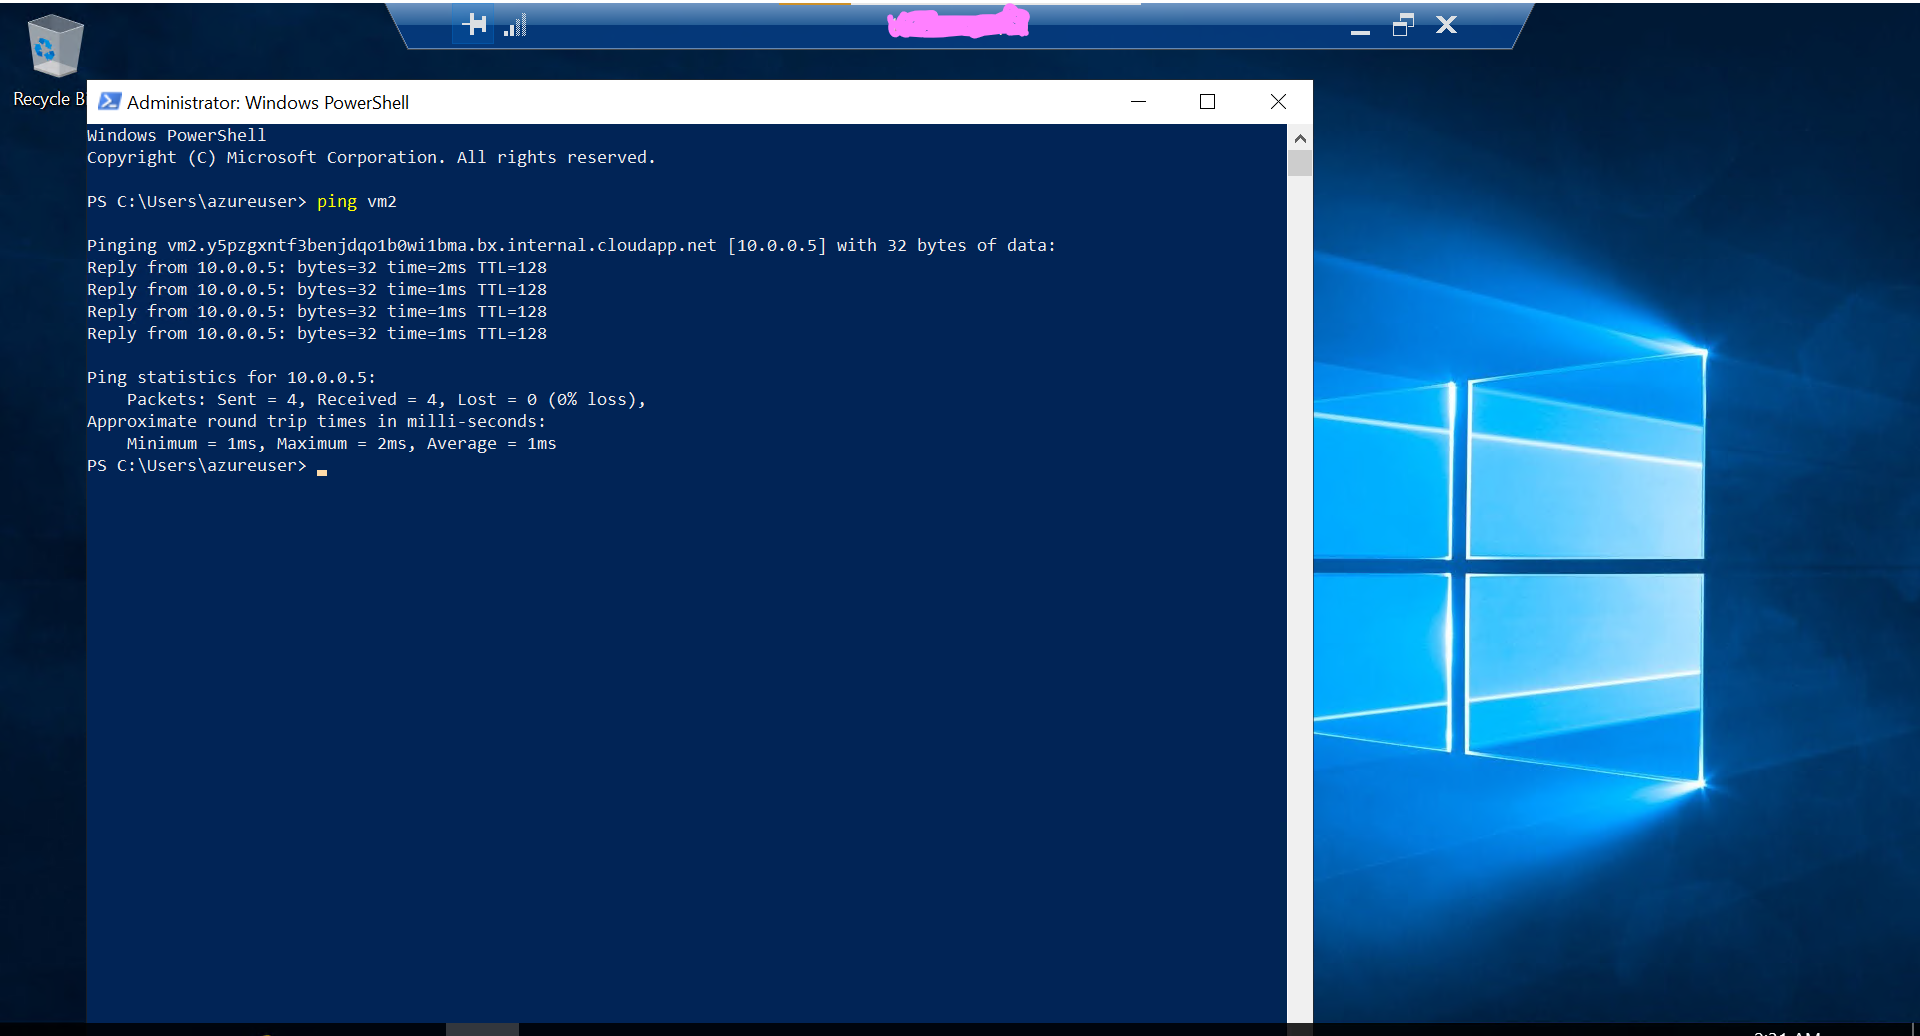 Recycle B
Administrator: Windows PowerShell
Windows PowerShell
Copyright (C) Microsoft Corporation. All rights reserved.
PS C:\Users\azureuser> ping vm2
Pinging vm2.y5pzgxntf3benjdqo1b0wi1bma.bx.internal.cloudapp.net [10.0.0.5] with 32 bytes of data:
Reply from 10.0.0.5: bytes=32 time=2ms TTL=128
Reply from 10.0.0.5: bytes=32 time=1ms TTL=128
Reply from 10.0.0.5: bytes=32 time=1ms TTL=128
Reply from 10.0.0.5: bytes=32 time=1ms TTL=128
Ping statistics for 10.0.0.5:
    Packets: Sent = 4, Received = 4, Lost = 0 (0% loss),
Approximate round trip times in milli-seconds:
    Minimum = 1ms, Maximum = 2ms, Average = 1ms
PS C:\Users\azureuser>